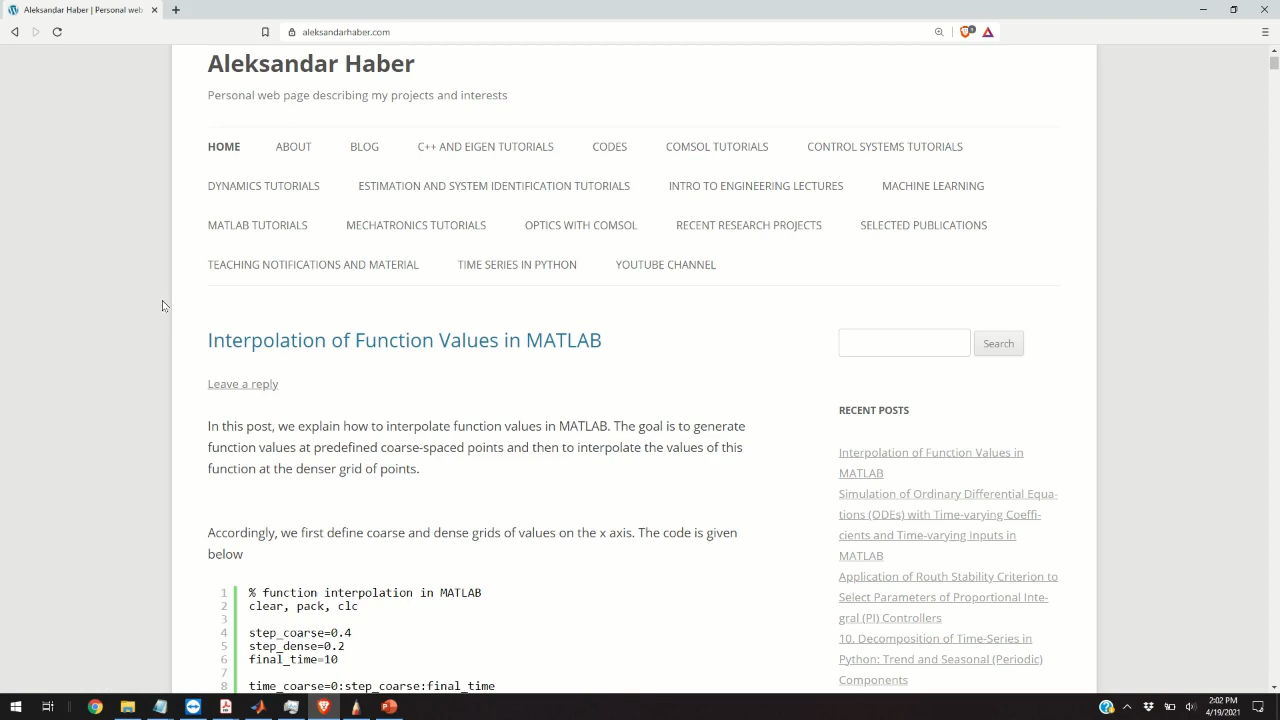 Aleksandar Haber | Personal web
aleksandarhaber.com
Aleksandar Haber
Personal web page describing my projects and interests
HOME ABOUT BLOG C++ AND EIGEN TUTORIALS CODES COMSOL TUTORIALS CONTROL SYSTEMS TUTORIALS
DYNAMICS TUTORIALS ESTIMATION AND SYSTEM IDENTIFICATION TUTORIALS INTRO TO ENGINEERING LECTURES MACHINE LEARNING
MATLAB TUTORIALS MECHATRONICS TUTORIALS OPTICS WITH COMSOL RECENT RESEARCH PROJECTS SELECTED PUBLICATIONS
TEACHING NOTIFICATIONS AND MATERIAL TIME SERIES IN PYTHON YOUTUBE CHANNEL
Interpolation of Function Values in MATLAB
Leave a reply
In this post, we explain how to interpolate function values in MATLAB. The goal is to generate
function values at predefined coarse-spaced points and then to interpolate the values of this
function at the denser grid of points.
Accordingly, we first define coarse and dense grids of values on the x axis. The code is given
below
1 % function interpolation in MATLAB
2 clear, pack, clc
3
4 step_coarse=0.4
5 step_dense=0.2
6 final_time=10
7
8 time_coarse=0:step_coarse:final_time
Search
RECENT POSTS
Interpolation of Function Values in
MATLAB
Simulation of Ordinary Differential Equa-
tions (ODEs) with Time-varying Coeffi-
cients and Time-varying Inputs in
MATLAB
Application of Routh Stability Criterion to
Select Parameters of Proportional Inte-
gral (PI) Controllers
10. Decomposition of Time-Series in
Python: Trend and Seasonal (Periodic)
Components
2:02 PM
4/19/2021